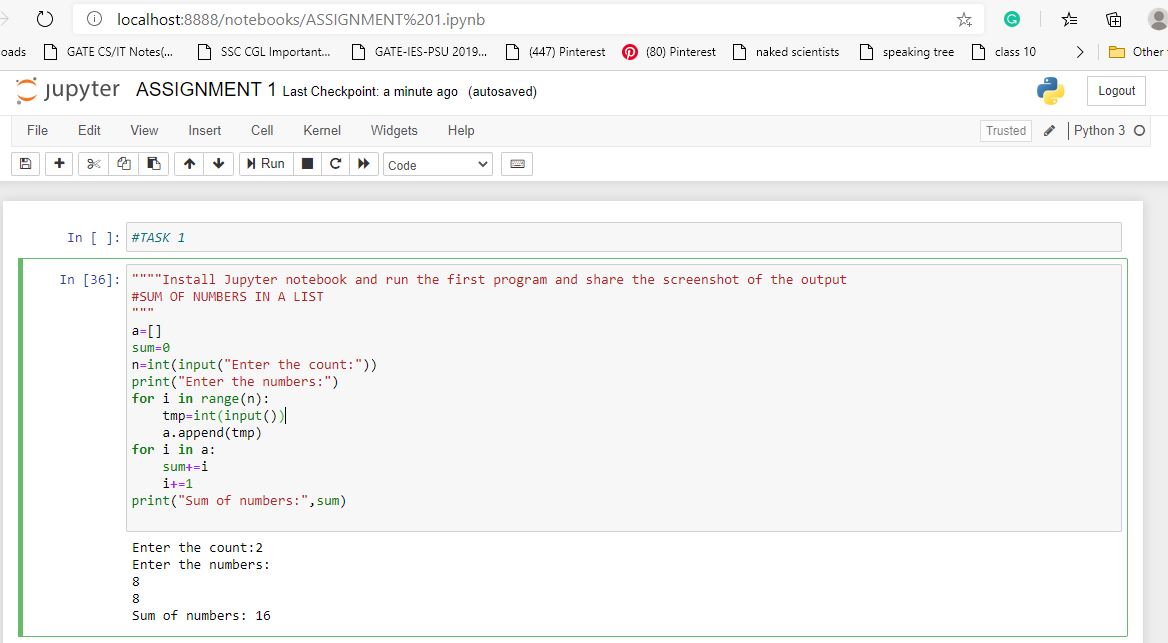 localhost:8888/notebooks/ASSIGNMENT%201.ipynb
oads GATE CS/IT Notes(... SSC CGL Important... GATE-IES-PSU 2019... (447) Pinterest (80) Pinterest naked scientists speaking tree class 10 Other
jupyter ASSIGNMENT 1 Last Checkpoint: a minute ago (autosaved) Logout
File Edit View Insert Cell Kernel Widgets Help Trusted Python 3
Run Code
In [ ]: #TASK 1
In [36]: """"Install Jupyter notebook and run the first program and share the screenshot of the output
#SUM OF NUMBERS IN A LIST
"""
a=[]
sum=0
n=int(input("Enter the count:"))
print("Enter the numbers:")
for i in range(n):
    tmp=int(input())
    a.append(tmp)
for i in a:
    sum+=i
    i+=1
print("Sum of numbers:",sum)
Enter the count:2
Enter the numbers:
8
8
Sum of numbers: 16